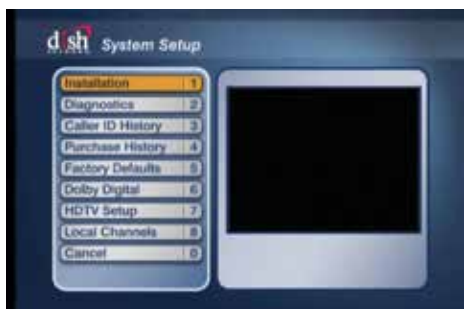 dish
NETWORK
System Setup
Installation 1
Diagnostics 2
Caller ID History 3
Purchase History 4
Factory Defaults 5
Dolby Digital 6
HDTV Setup 7
Local Channels 8
Cancel 0